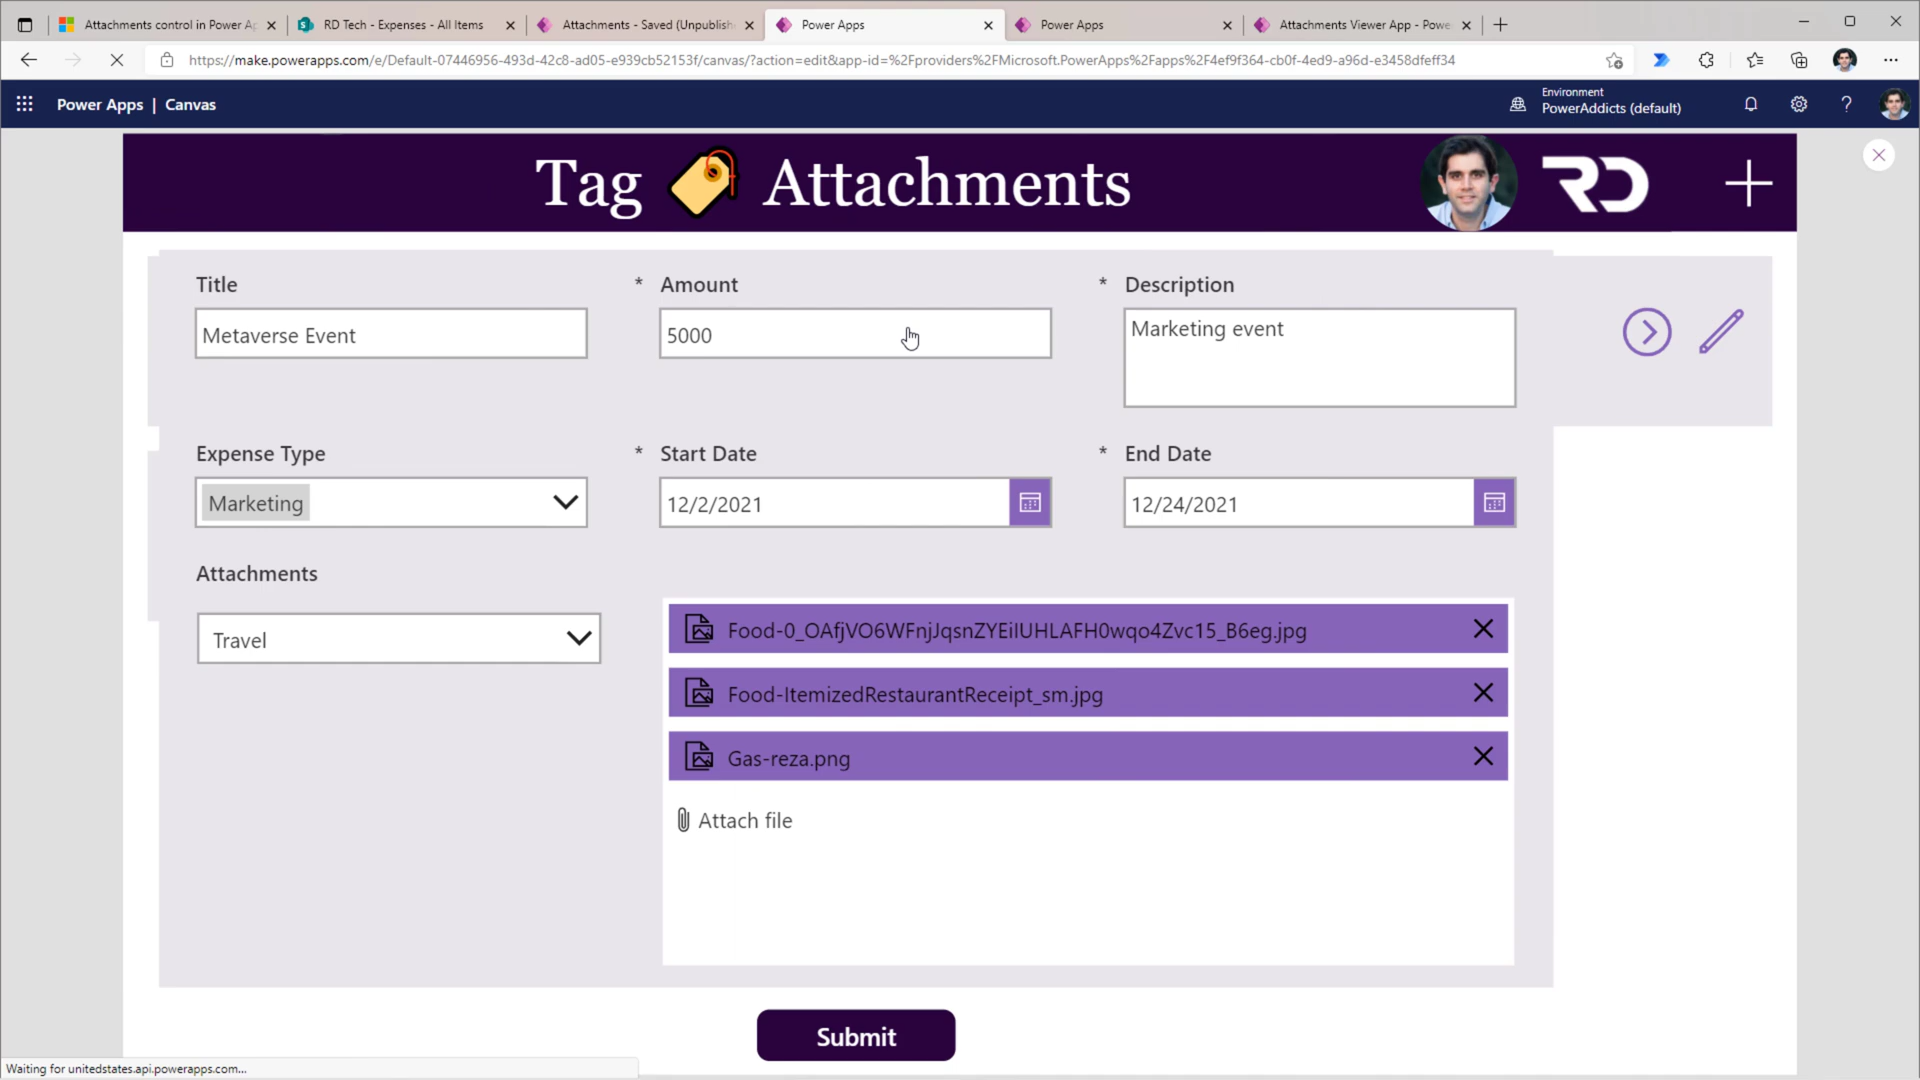 Attachments control in Power Ap
RD Tech - Expenses - All Items
Attachments - Saved (Unpublish
Power Apps
Power Apps
Attachments Viewer App - Powe
https://make.powerapps.com/e/Default-07446956-493d-42c8-ad05-e939cb52153f/canvas/?action=edit&app-id=%2Fproviders%2FMicrosoft.PowerApps%2Fapps%2F4ef9f364-cb0f-4ed9-a96d-e3458dfeff34
Power Apps | Canvas
Environment
PowerAddicts (default)
Tag Attachments
RD
Title
* Amount
* Description
Metaverse Event
5000
Marketing event
Expense Type
* Start Date
* End Date
Marketing
12/2/2021
12/24/2021
Attachments
Travel
Food-0_OAfjVO6WFnjJqsnZYEiIUHLAFH0wqo4Zvc15_B6eg.jpg
Food-ItemizedRestaurantReceipt_sm.jpg
Gas-reza.png
Attach file
Submit
Waiting for unitedstates.api.powerapps.com...